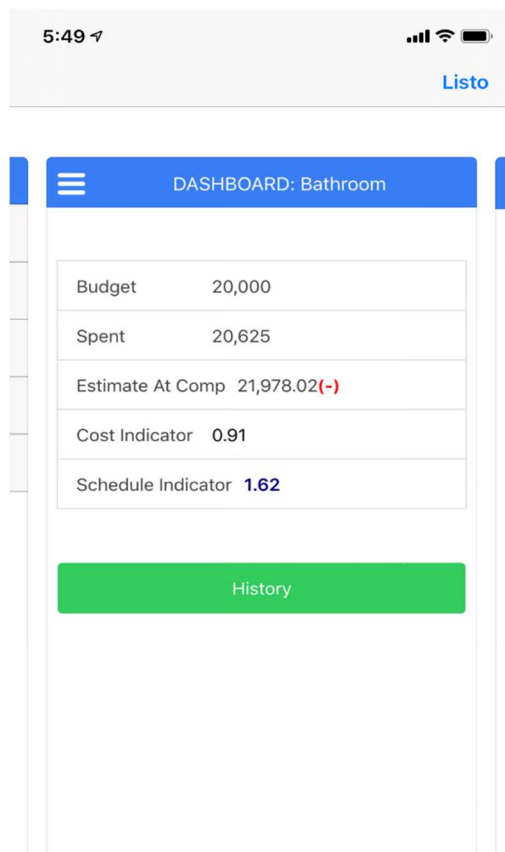 5:49
Listo
DASHBOARD: Bathroom
Budget 20,000
Spent 20,625
Estimate At Comp 21,978.02(-)
Cost Indicator 0.91
Schedule Indicator 1.62
History